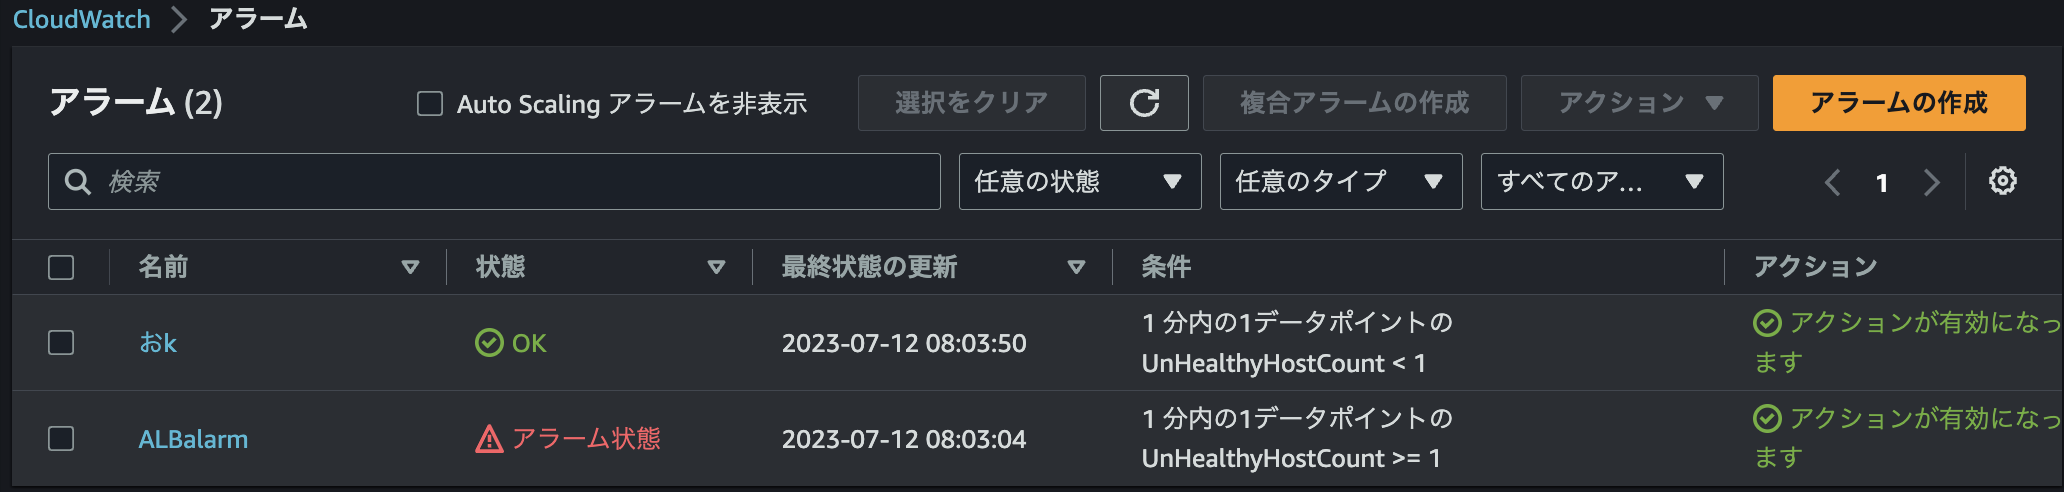 CloudWatch > アラーム
アラーム (2)
Auto Scaling アラームを非表示
選択をクリア
複合アラームの作成
アクション
アラームの作成
検索
任意の状態
任意のタイプ
すべてのア...
1
名前 状態 最終状態の更新 条件 アクション
おk OK 2023-07-12 08:03:50 1 分内の1データポイントの アクションが有効になっ
UnHealthyHostCount < 1 ます
ALBalarm アラーム状態 2023-07-12 08:03:04 1 分内の1データポイントの アクションが有効になっ
UnHealthyHostCount >= 1 ます